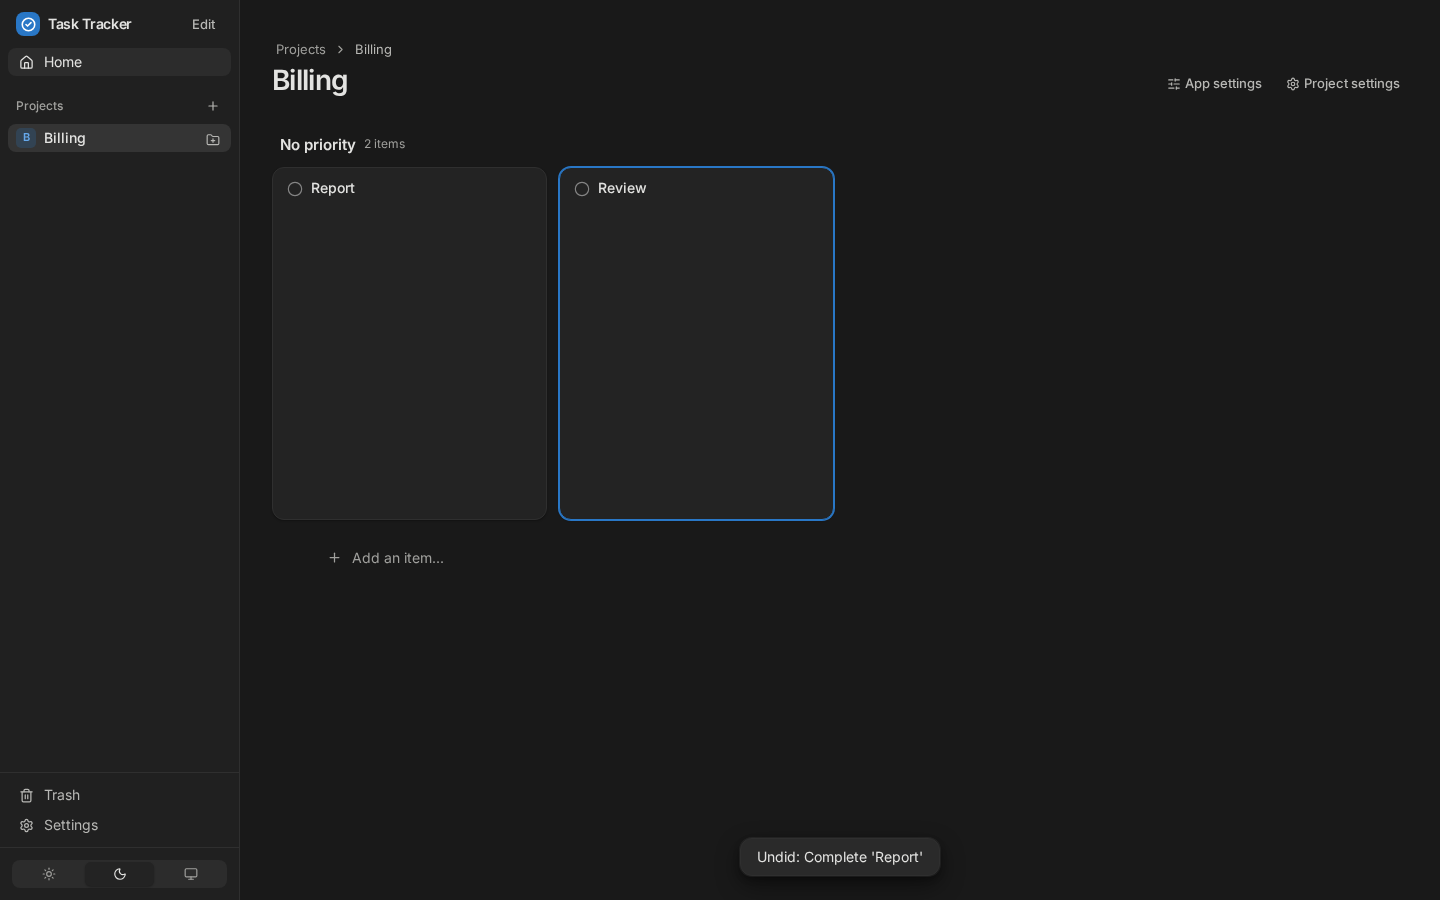 Task Tracker
Edit
Home
Projects
B
Billing
Trash
Settings
Projects
Billing
Billing
App settings
Project settings
No priority 2 items
Report
Review
Add an item...
Undid: Complete 'Report'